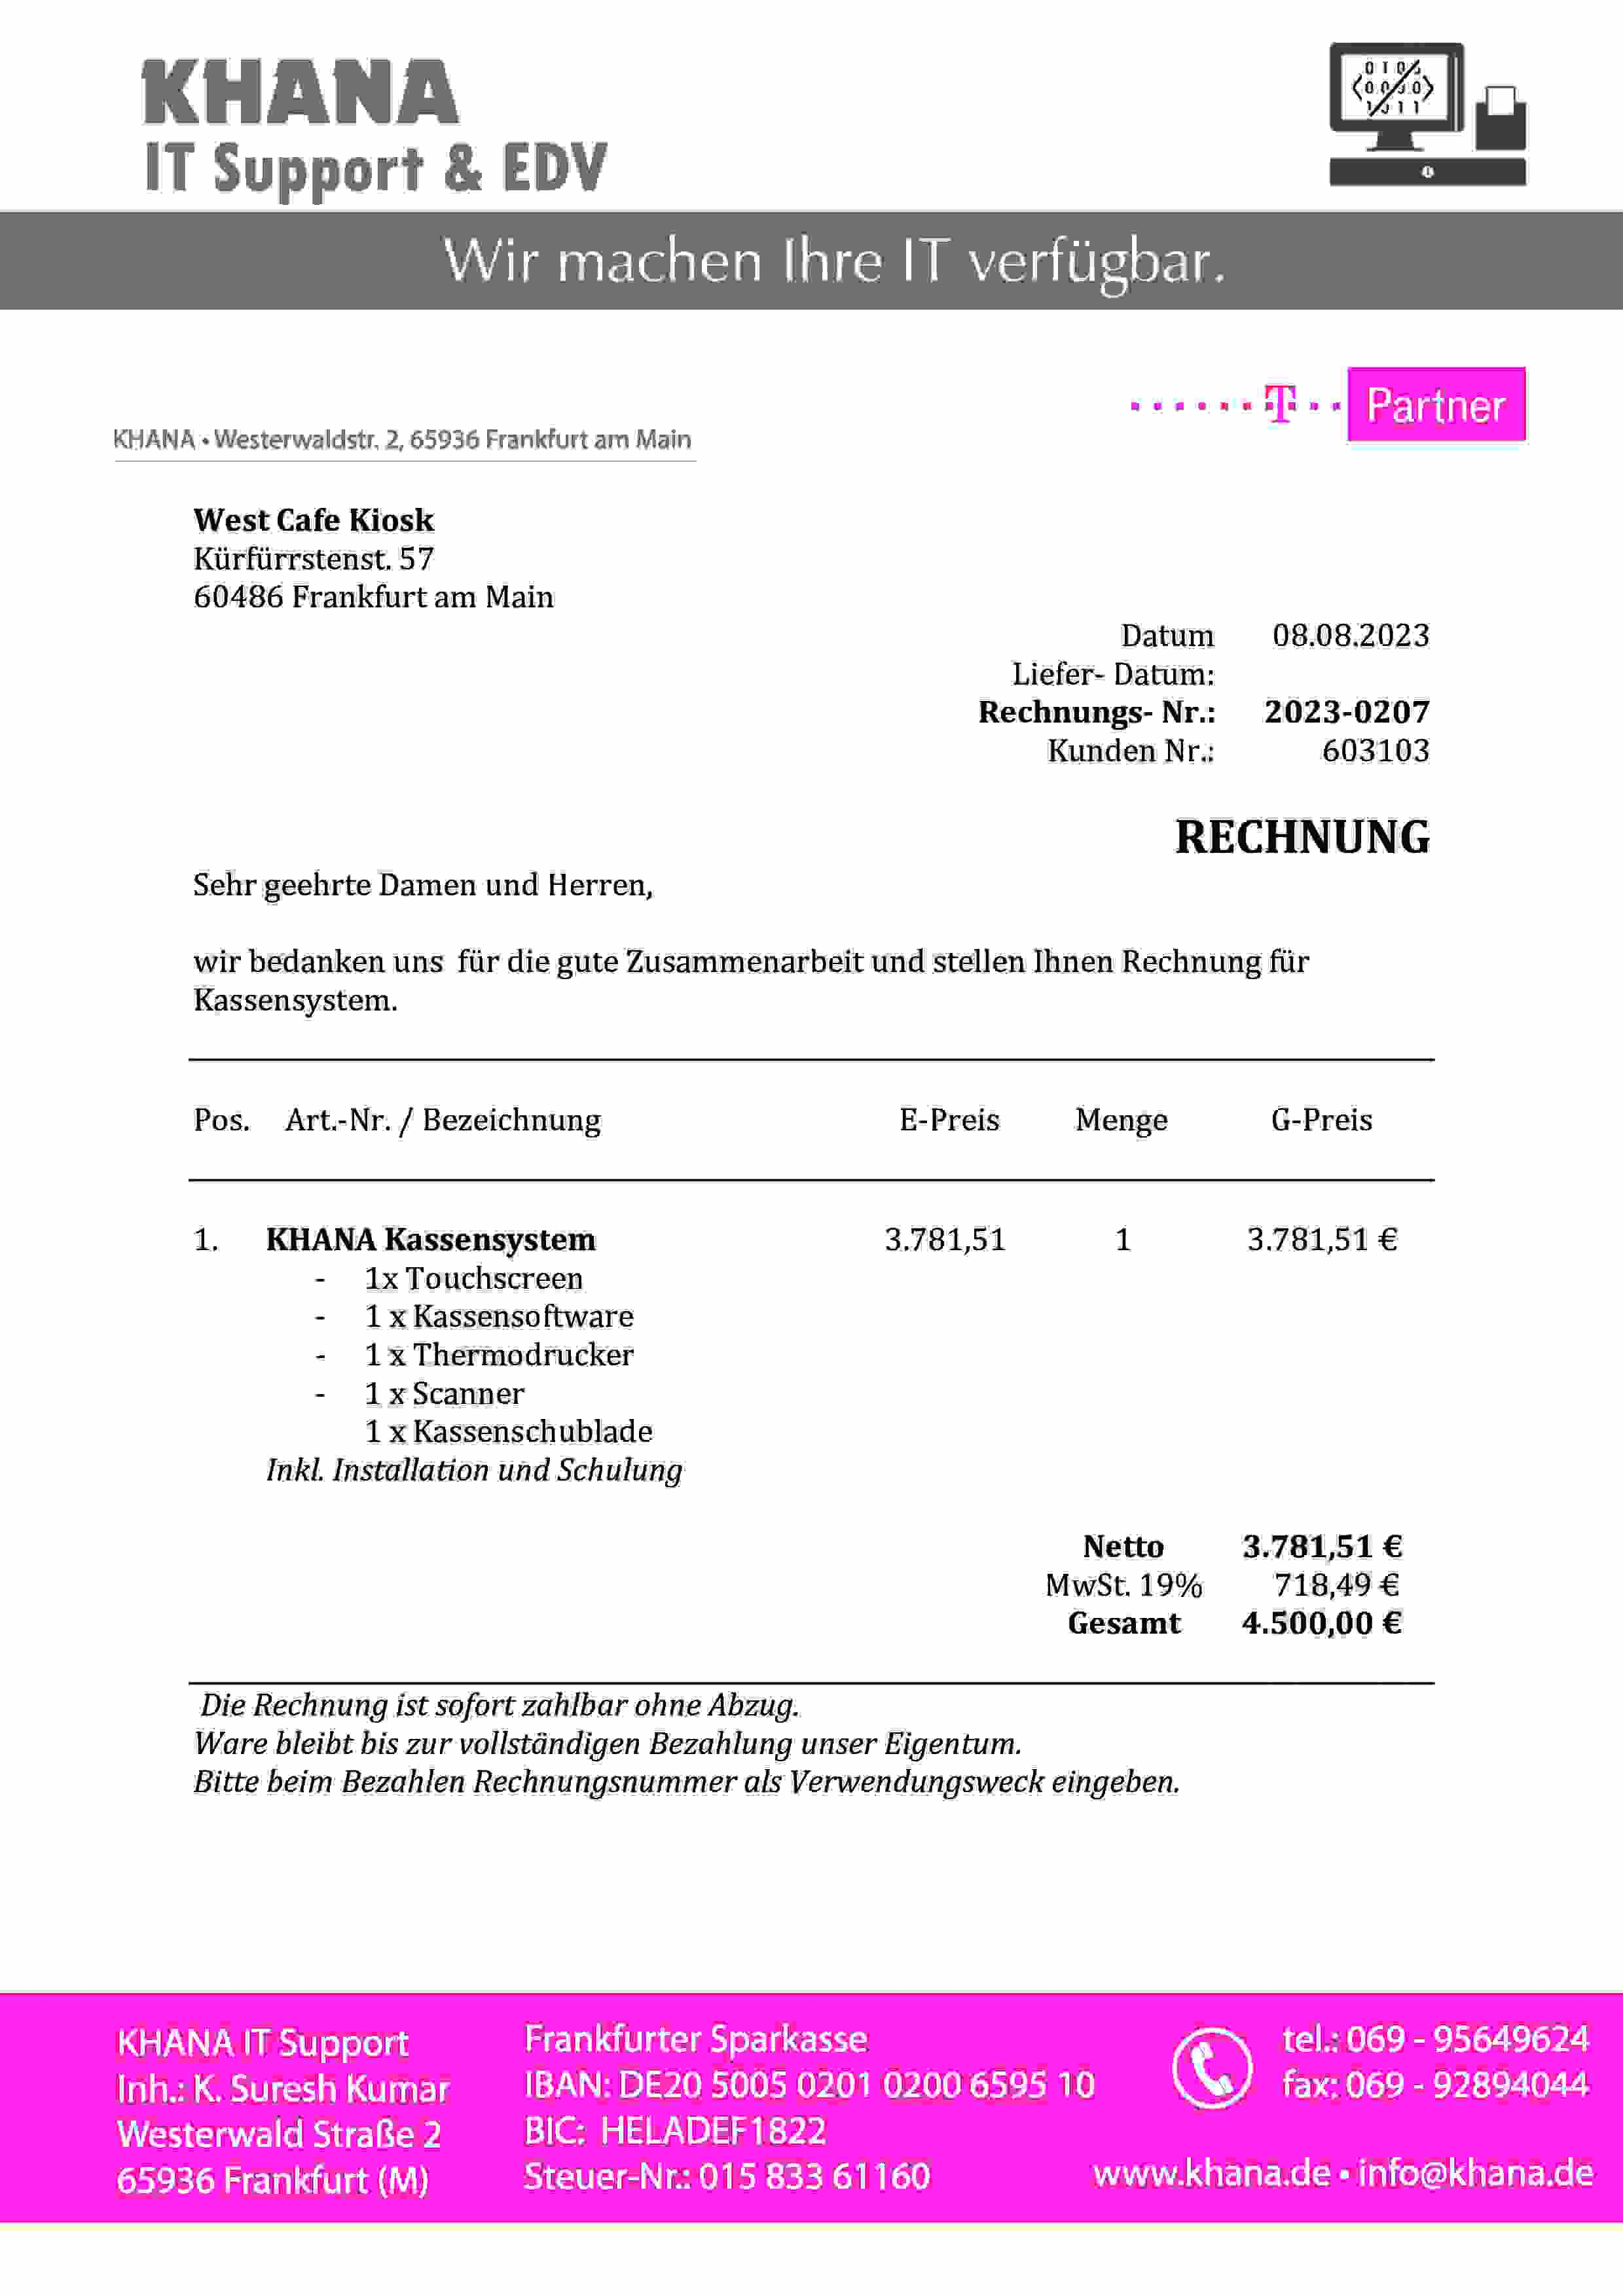 KHANA
IT Support & EDV
Wir machen Ihre IT verfügbar.
T Partner
KHANA • Westerwaldstr. 2, 65936 Frankfurt am Main
West Cafe Kiosk
Kürfürrstenst. 57
60486 Frankfurt am Main
Datum 08.08.2023
Liefer- Datum:
Rechnungs- Nr.: 2023-0207
Kunden Nr.: 603103
RECHNUNG
Sehr geehrte Damen und Herren,
wir bedanken uns für die gute Zusammenarbeit und stellen Ihnen Rechnung für
Kassensystem.
Pos. Art.-Nr. / Bezeichnung E-Preis Menge G-Preis
1. KHANA Kassensystem 3.781,51 1 3.781,51 €
- 1x Touchscreen
- 1 x Kassensoftware
- 1 x Thermodrucker
- 1 x Scanner
1 x Kassenschublade
Inkl. Installation und Schulung
Netto 3.781,51 €
MwSt. 19% 718,49 €
Gesamt 4.500,00 €
Die Rechnung ist sofort zahlbar ohne Abzug.
Ware bleibt bis zur vollständigen Bezahlung unser Eigentum.
Bitte beim Bezahlen Rechnungsnummer als Verwendungsweck eingeben.
KHANA IT Support
Inh.: K. Suresh Kumar
Westerwald Straße 2
65936 Frankfurt (M)
Frankfurter Sparkasse
IBAN: DE20 5005 0201 0200 6595 10
BIC: HELADEF1822
Steuer-Nr.: 015 833 61160
tel.: 069 - 95649624
fax: 069 - 92894044
www.khana.de • info@khana.de